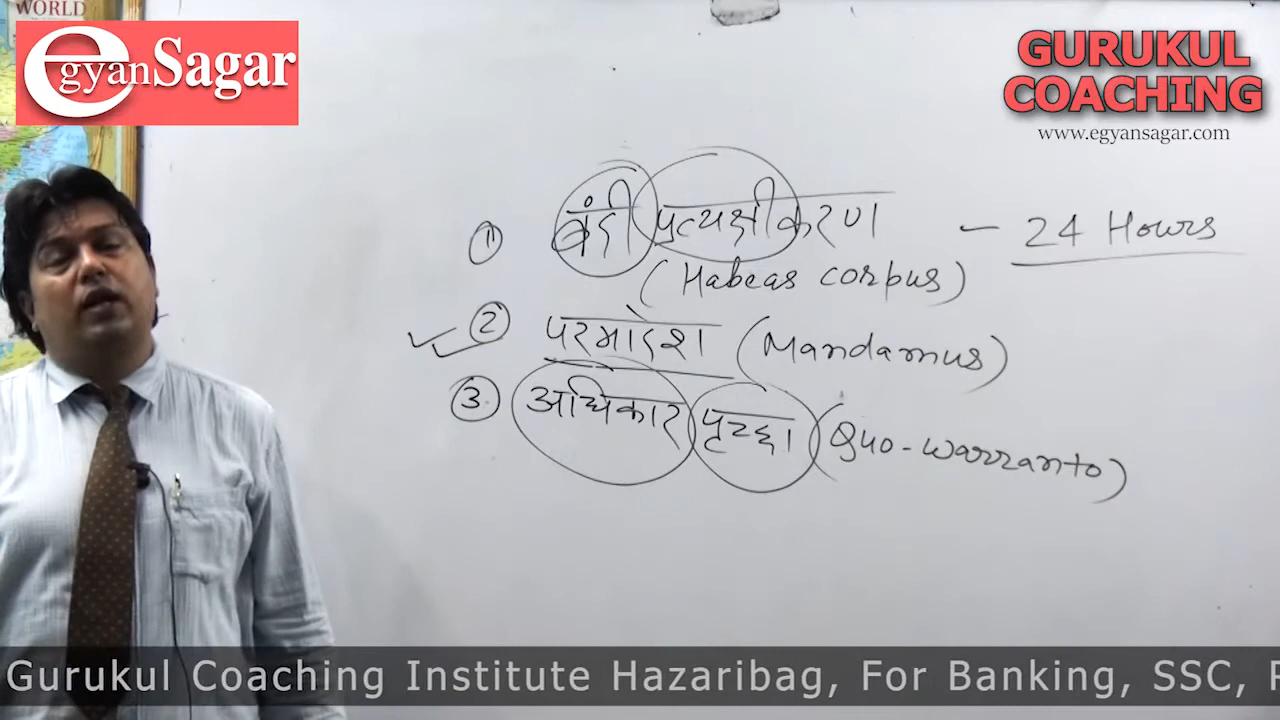 WORLD
egyanSagar
GURUKUL
COACHING
www.egyansagar.com
① बंदी प्रत्यक्षीकरण – 24 Hours
(Habeas corpus)
② परमादेश (Mandamus)
③ अधिकार पृच्छा (Quo-warranto)
Gurukul Coaching Institute Hazaribag, For Banking, SSC,